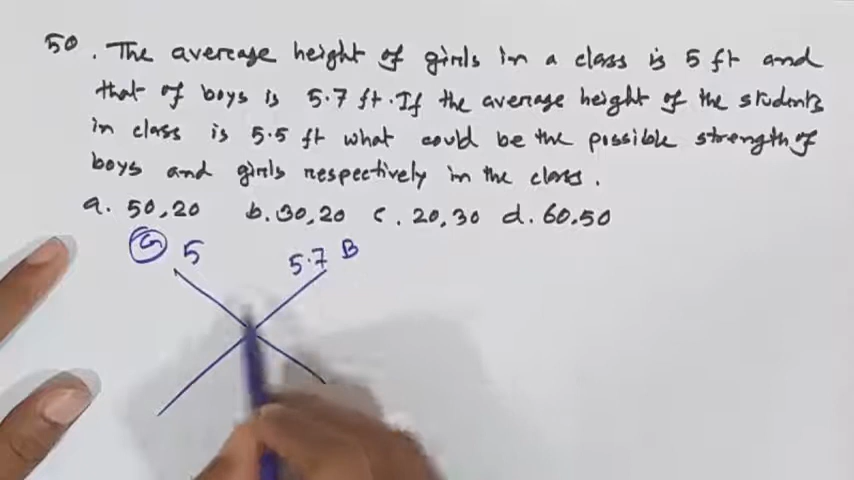 50. The average height of girls in a class is 5 ft and
that of boys is 5.7 ft. If the average height of the students
in class is 5.5 ft what could be the possible strength of
boys and girls respectively in the class.
a. 50,20 b. 30,20 c. 20,30 d. 60,50
G 5 5.7 B